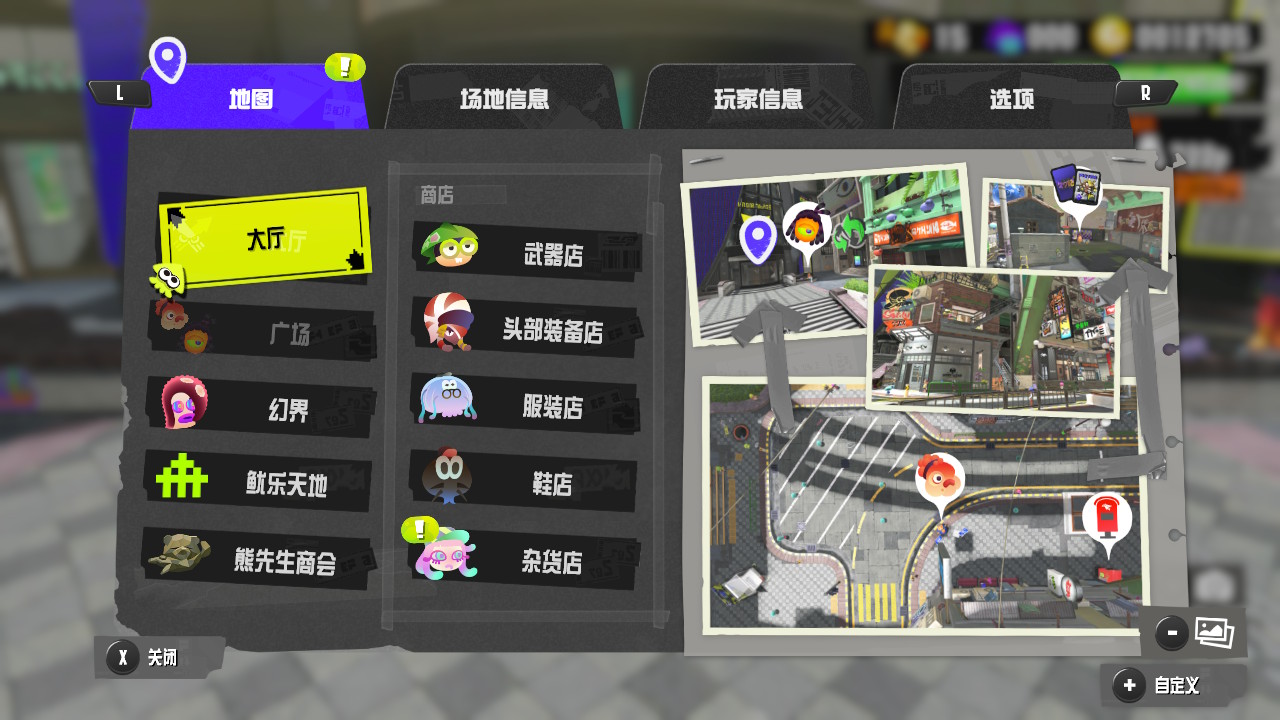 L
地图
!
场地信息
玩家信息
选项
R
大厅
广场
幻界
鱿乐天地
熊先生商会
商店
武器店
头部装备店
服装店
鞋店
!
杂货店
X 关闭
-
+ 自定义